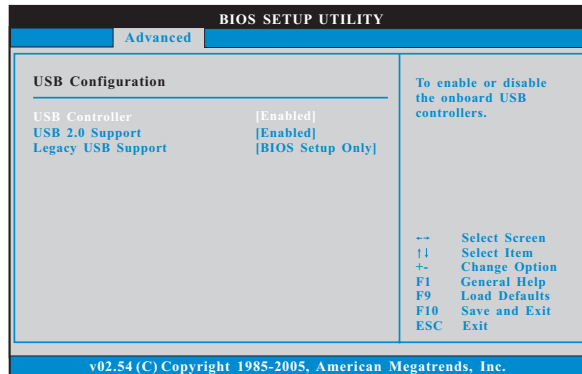 BIOS SETUP UTILITY
Advanced
USB Configuration
USB Controller [Enabled]
USB 2.0 Support [Enabled]
Legacy USB Support [BIOS Setup Only]
To enable or disable
the onboard USB
controllers.
←→ Select Screen
↑↓ Select Item
+- Change Option
F1 General Help
F9 Load Defaults
F10 Save and Exit
ESC Exit
v02.54 (C) Copyright 1985-2005, American Megatrends, Inc.